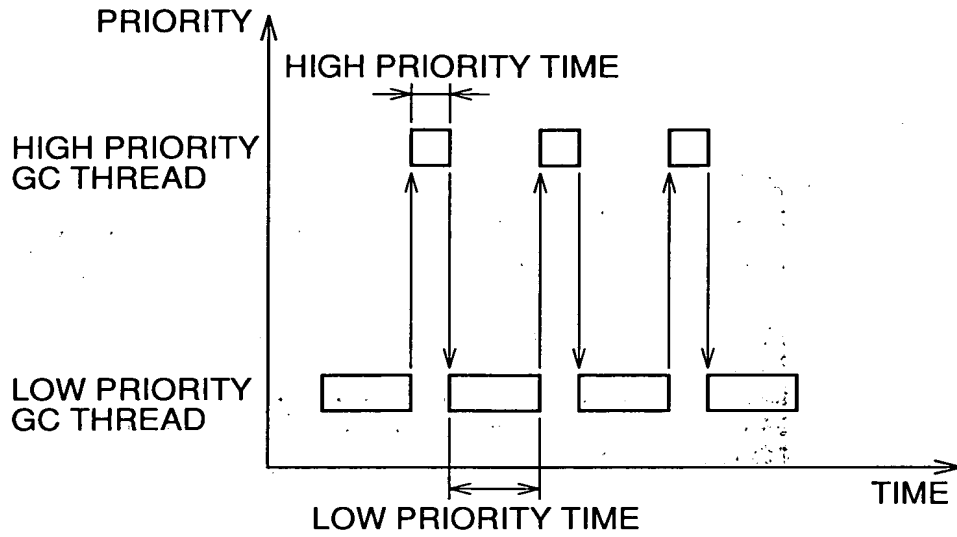 PRIORITY
HIGH PRIORITY TIME
HIGH PRIORITY
GC THREAD
LOW PRIORITY
GC THREAD
TIME
LOW PRIORITY TIME